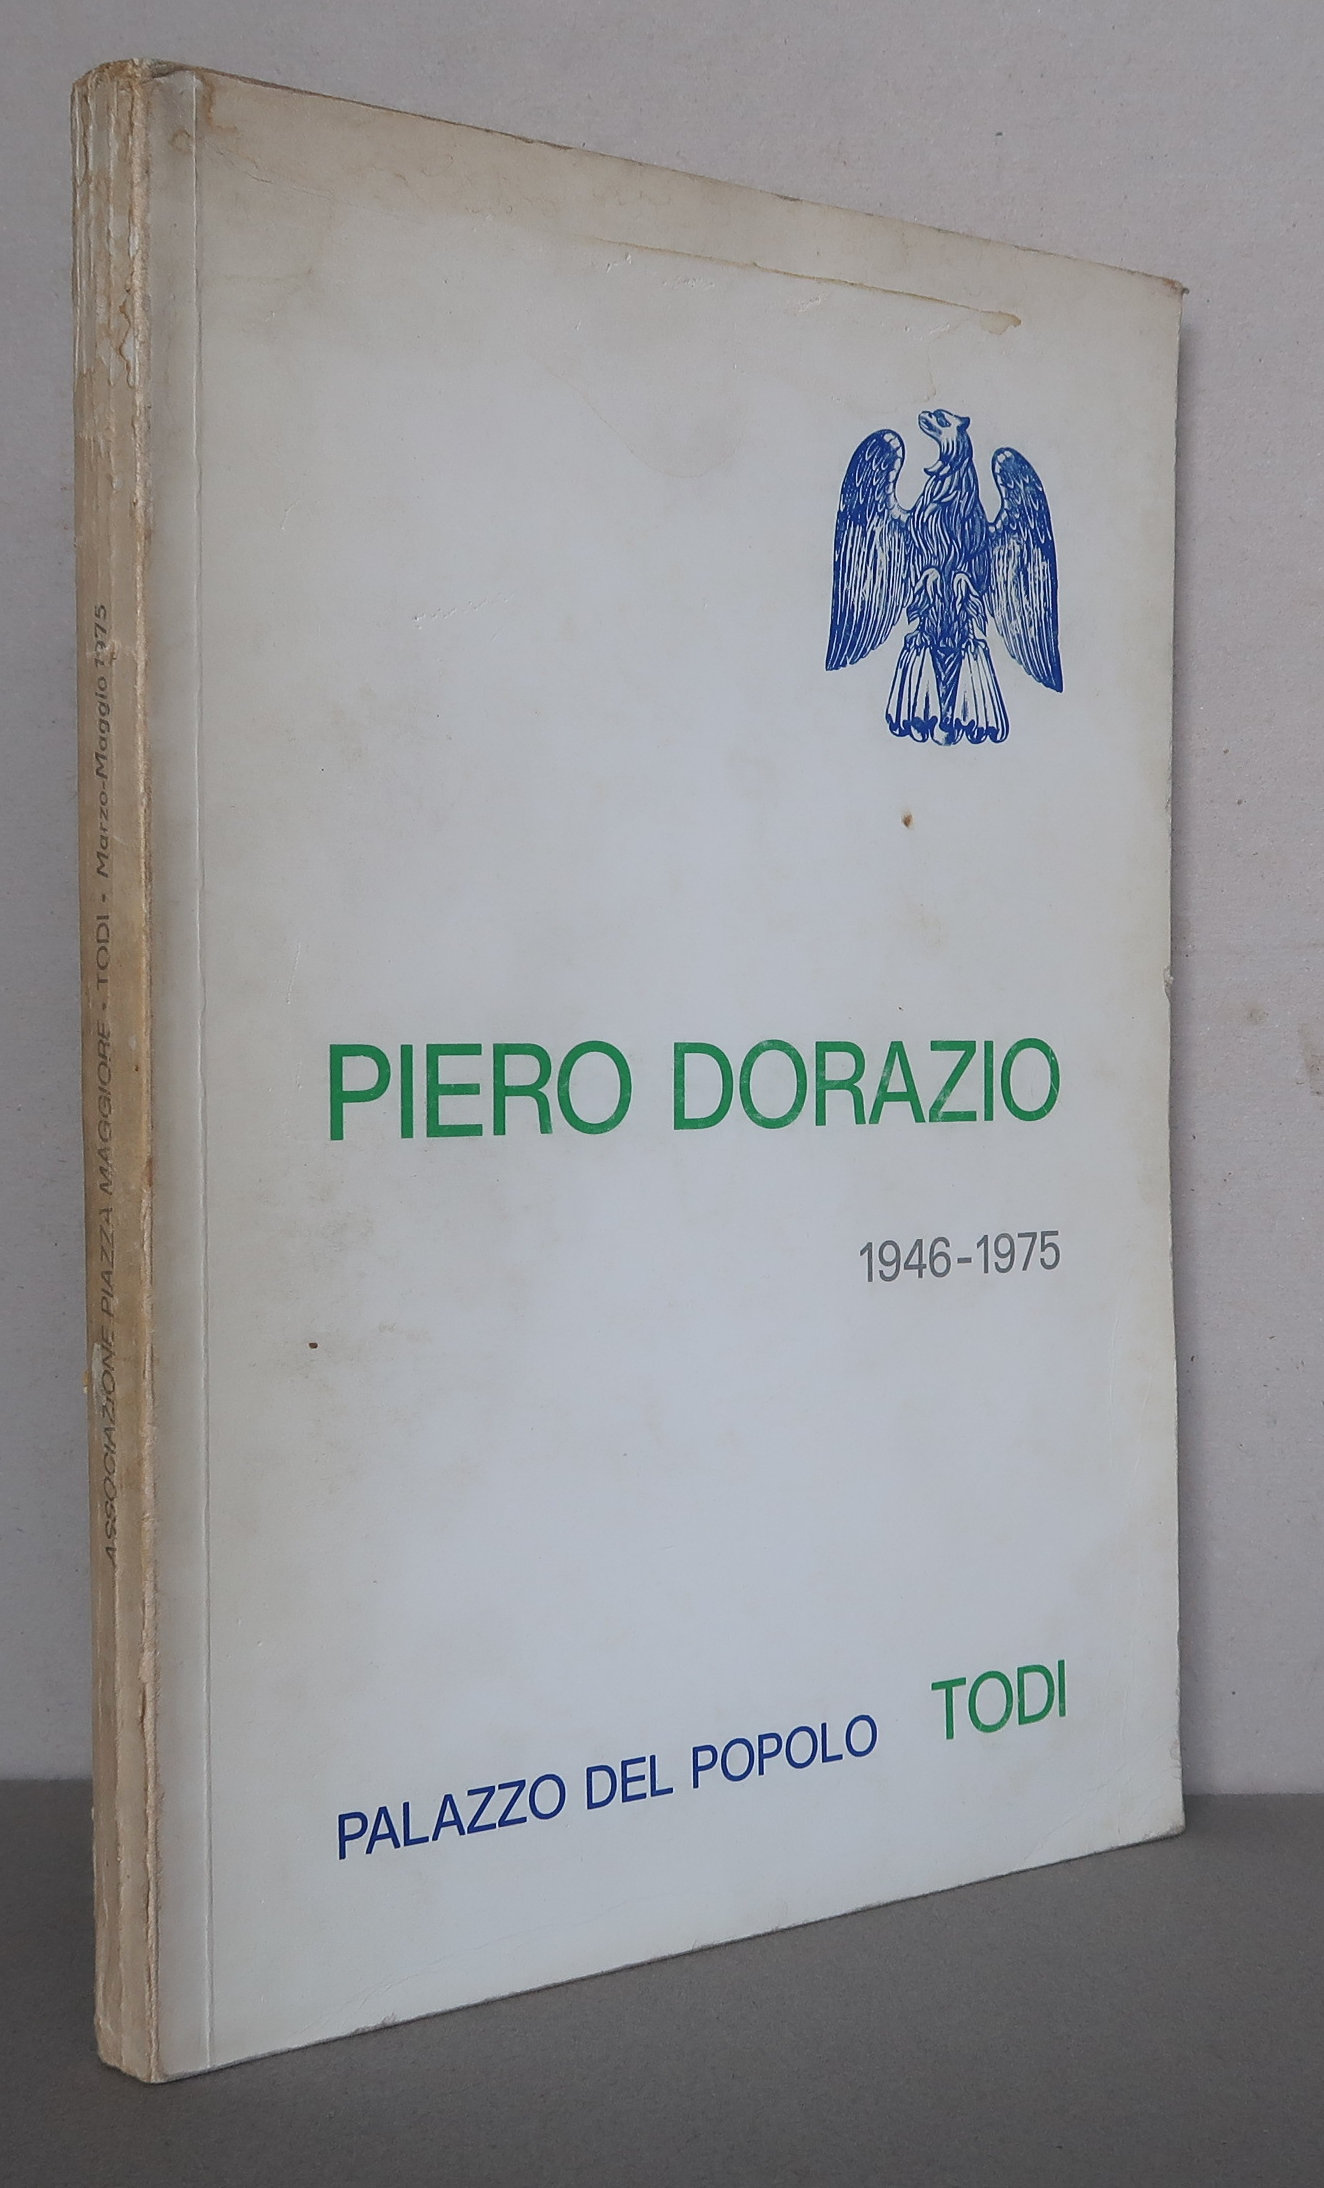 PIERO DORAZIO
1946-1975
PALAZZO DEL POPOLO TODI
ASSOCIAZIONE PIAZZA MAGGIORE • TODI • Marzo-Maggio 1975